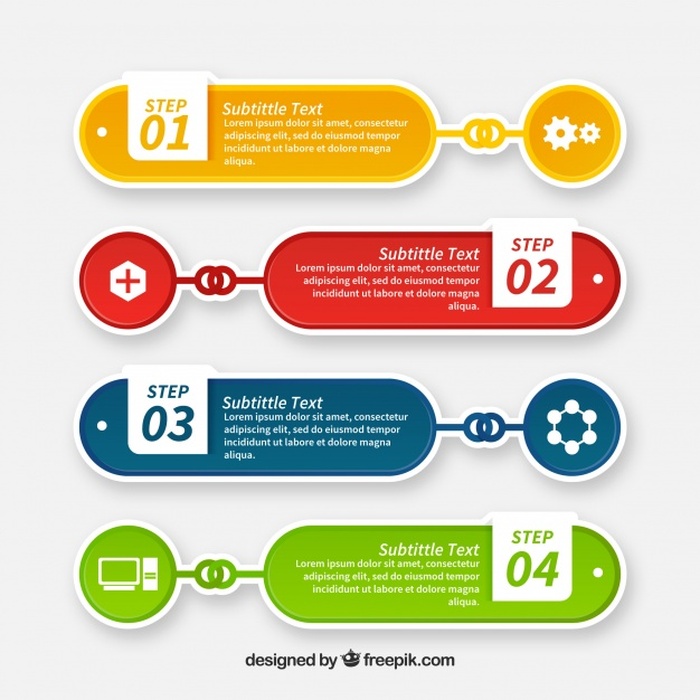 STEP
01
Subtittle Text
Lorem ipsum dolor sit amet, consectetur
adipiscing elit, sed do eiusmod tempor
incididunt ut labore et dolore magna
aliqua.
Subtittle Text
Lorem ipsum dolor sit amet, consectetur
adipiscing elit, sed do eiusmod tempor
incididunt ut labore et dolore magna
aliqua.
STEP
02
STEP
03
Subtittle Text
Lorem ipsum dolor sit amet, consectetur
adipiscing elit, sed do eiusmod tempor
incididunt ut labore et dolore magna
aliqua.
Subtittle Text
Lorem ipsum dolor sit amet, consectetur
adipiscing elit, sed do eiusmod tempor
incididunt ut labore et dolore magna
aliqua.
STEP
04
designed by freepik.com